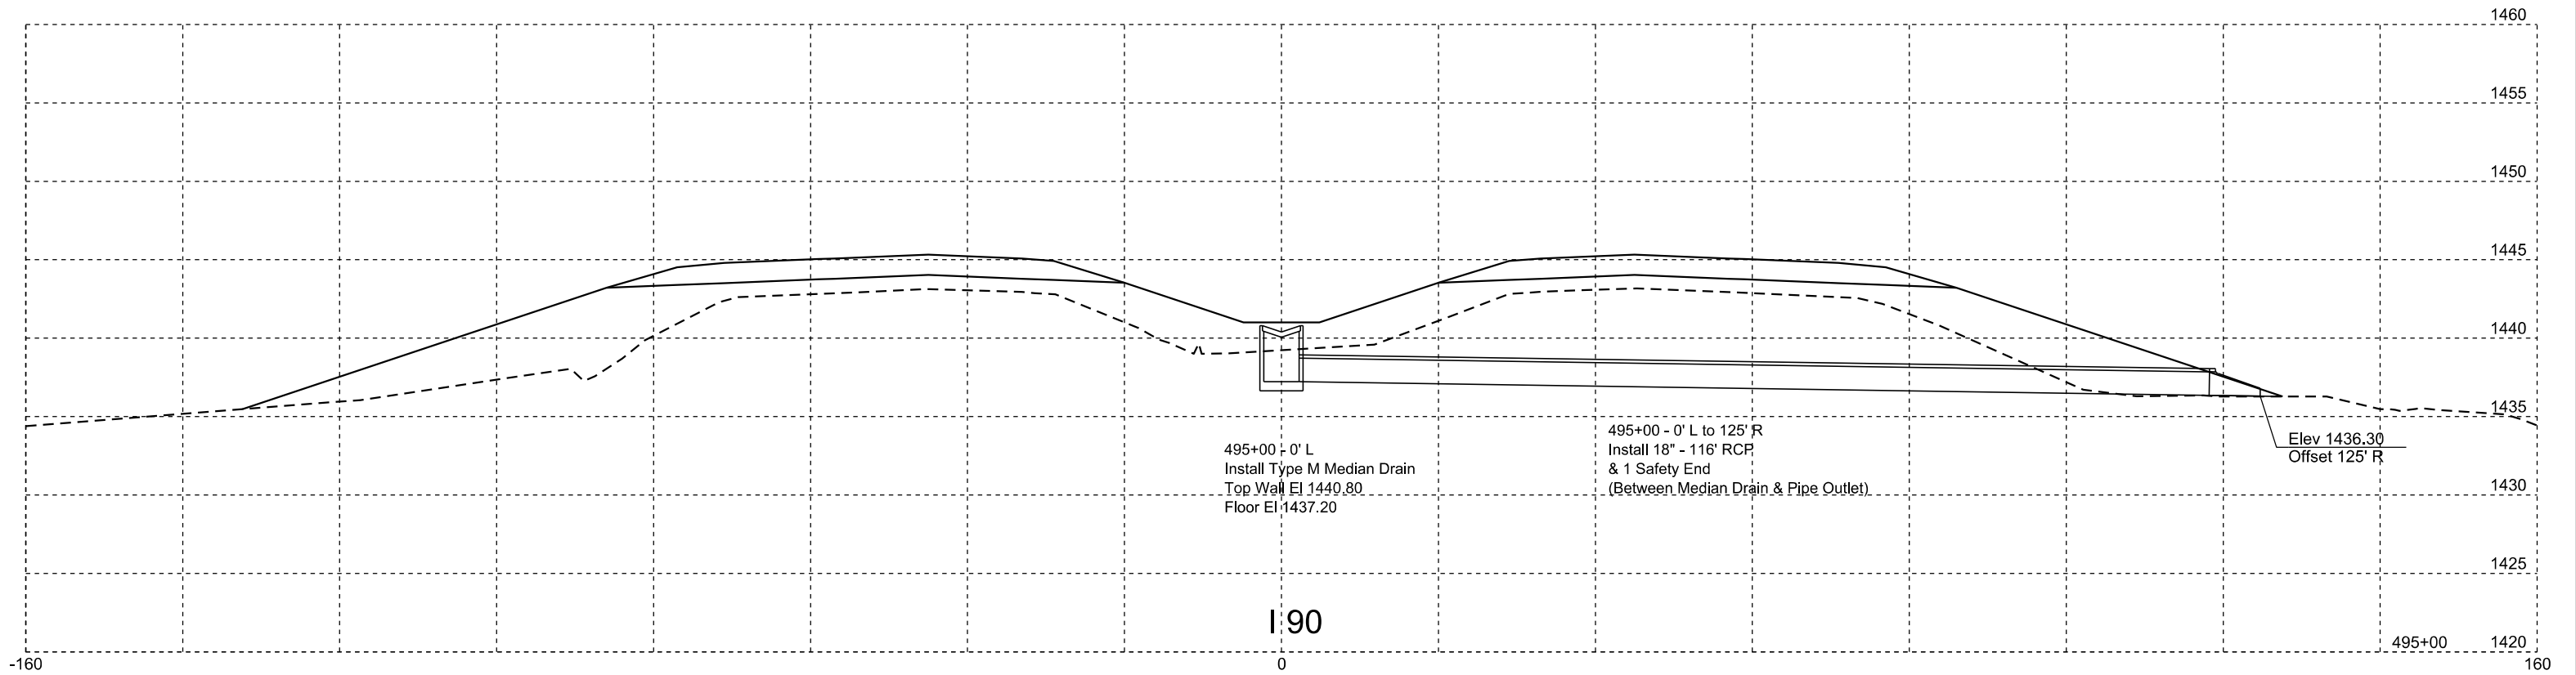 1460
1455
1450
1445
1440
1435
1430
1425
1420
495+00 - 0' L
Install Type M Median Drain
Top Wall El 1440.80
Floor El 1437.20
495+00 - 0' L to 125' R
Install 18" - 116' RCP
& 1 Safety End
(Between Median Drain & Pipe Outlet)
Elev 1436.30
Offset 125' R
I 90
495+00
-160
0
160